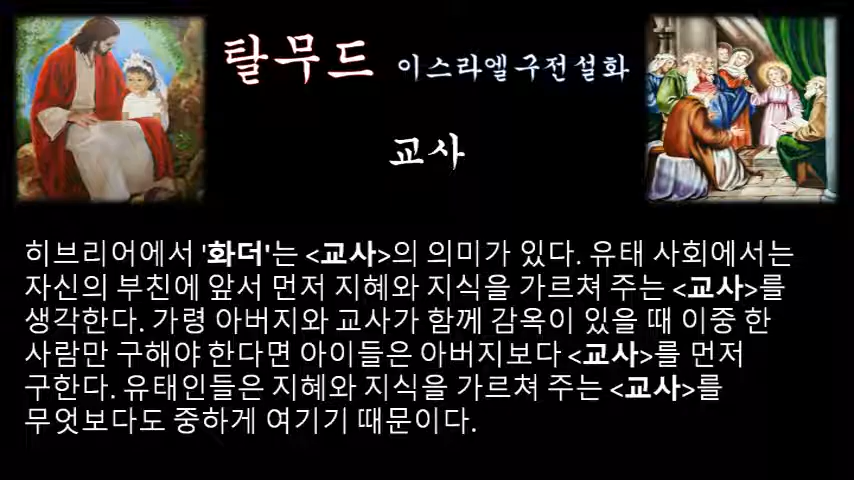 탈무드 이스라엘 구전 설화
교사
히브리어에서 '화더'는 <교사>의 의미가 있다. 유태 사회에서는
자신의 부친에 앞서 먼저 지혜와 지식을 가르쳐 주는 <교사>를
생각한다. 가령 아버지와 교사가 함께 감옥이 있을 때 이중 한
사람만 구해야 한다면 아이들은 아버지보다 <교사>를 먼저
구한다. 유태인들은 지혜와 지식을 가르쳐 주는 <교사>를
무엇보다도 중하게 여기기 때문이다.